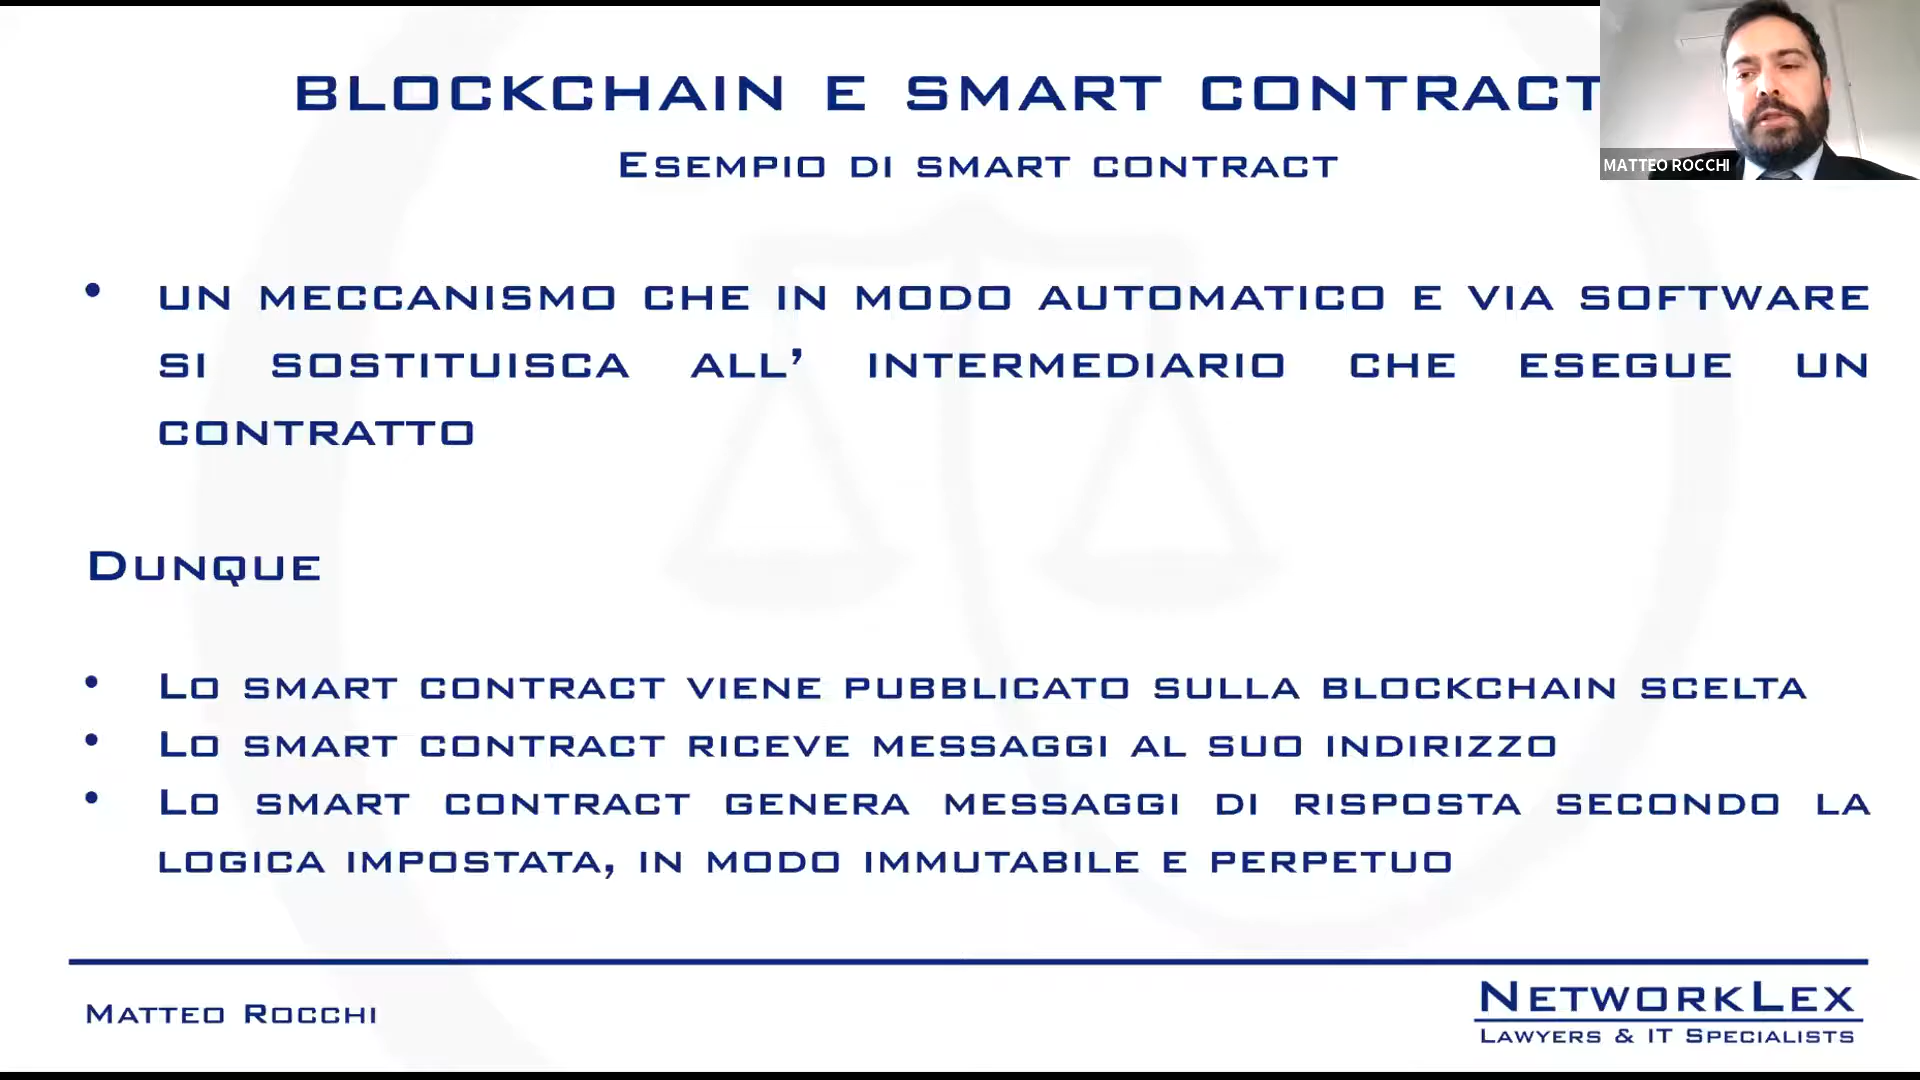 BLOCKCHAIN E SMART CONTRACT
ESEMPIO DI SMART CONTRACT
MATTEO ROCCHI
• UN MECCANISMO CHE IN MODO AUTOMATICO E VIA SOFTWARE
SI SOSTITUISCA ALL’ INTERMEDIARIO CHE ESEGUE UN
CONTRATTO
DUNQUE
• LO SMART CONTRACT VIENE PUBBLICATO SULLA BLOCKCHAIN SCELTA
• LO SMART CONTRACT RICEVE MESSAGGI AL SUO INDIRIZZO
• LO SMART CONTRACT GENERA MESSAGGI DI RISPOSTA SECONDO LA
LOGICA IMPOSTATA, IN MODO IMMUTABILE E PERPETUO
MATTEO ROCCHI
NETWORKLEX
LAWYERS & IT SPECIALISTS